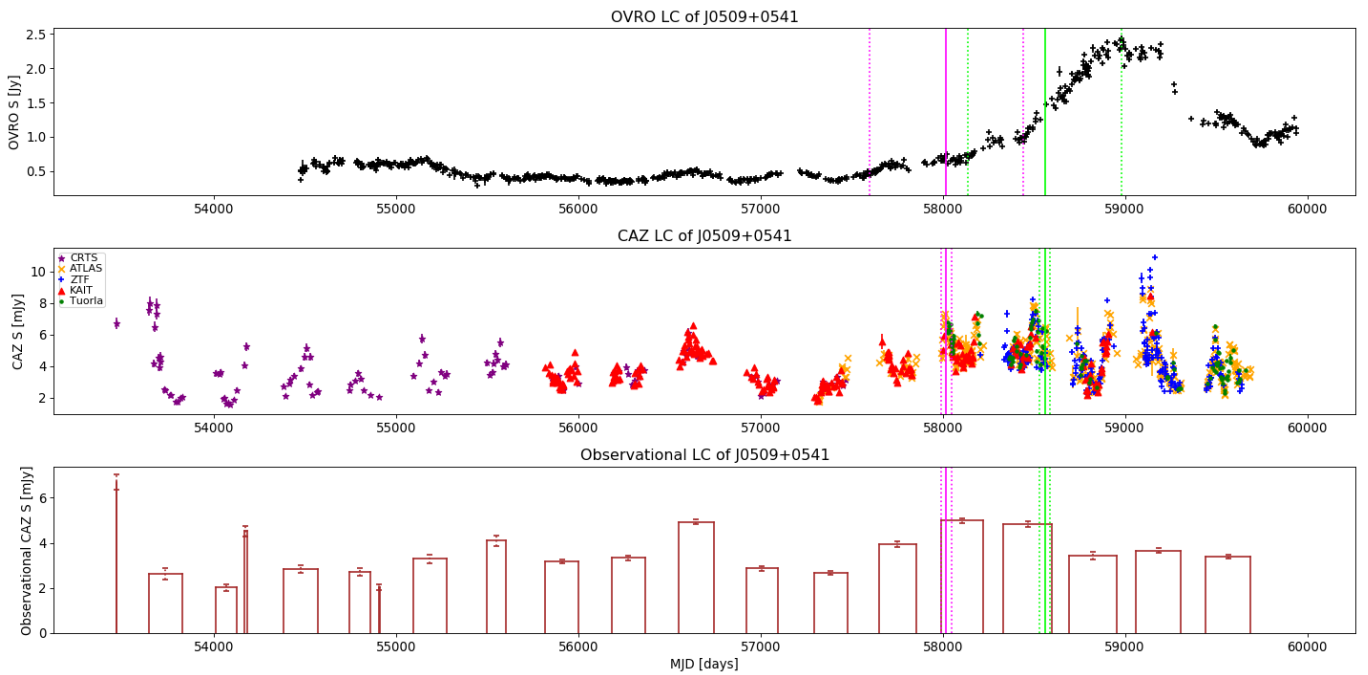 OVRO LC of J0509+0541
OVRO S [Jy]
2.5
2.0
1.5
1.0
0.5
54000 55000 56000 57000 58000 59000 60000
CAZ LC of J0509+0541
CAZ S [mJy]
10
8
6
4
2
CRTS
ATLAS
ZTF
KAIT
Tuorla
54000 55000 56000 57000 58000 59000 60000
Observational LC of J0509+0541
Observational CAZ S [mJy]
6
4
2
0
54000 55000 56000 57000 58000 59000 60000
MJD [days]